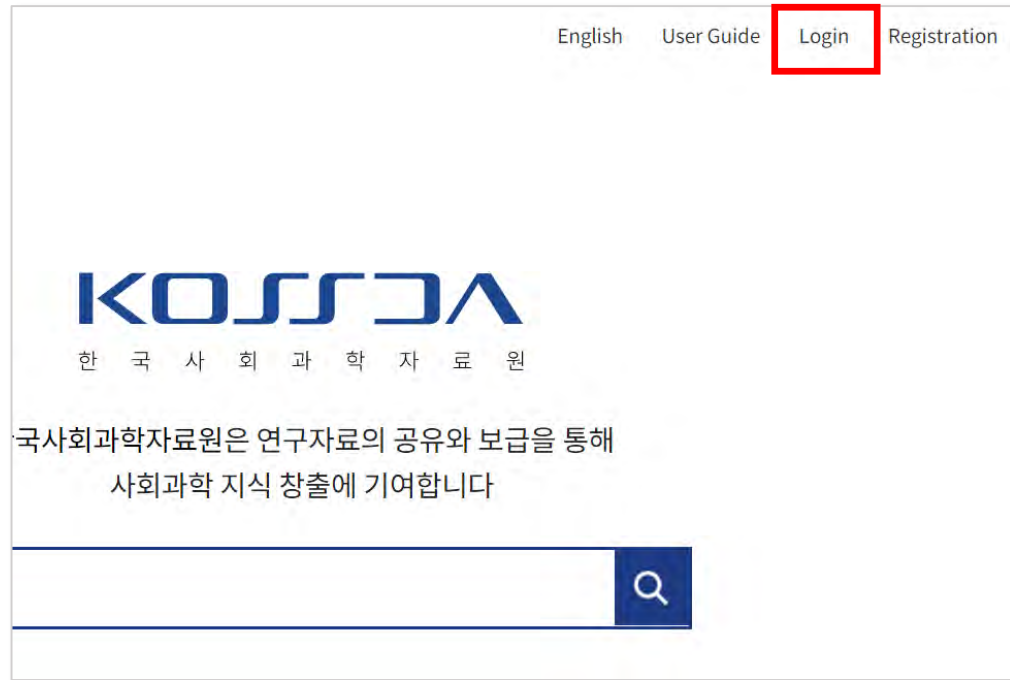 English User Guide Login Registration
KOSSDA
한국사회과학자료원
국사회과학자료원은 연구자료의 공유와 보급을 통해
사회과학 지식 창출에 기여합니다